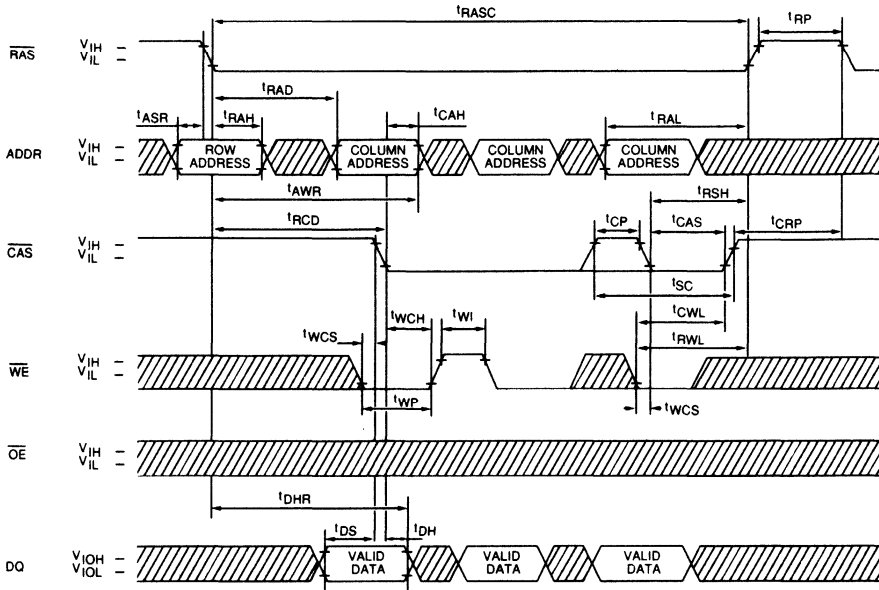 tRASC
tRP
RAS VIH VIL
tRAD
tASR tRAH tCAH tRAL
ADDR VIH VIL ROW ADDRESS COLUMN ADDRESS COLUMN ADDRESS COLUMN ADDRESS
tAWR tRSH
tRCD tCP tCAS tCRP
CAS VIH VIL
tSC
tWCH tWI tCWL
tWCS tRWL
WE VIH VIL
tWP tWCS
OE VIH VIL
tDHR
tDS tDH
DQ VIOH VIOL VALID DATA VALID DATA VALID DATA